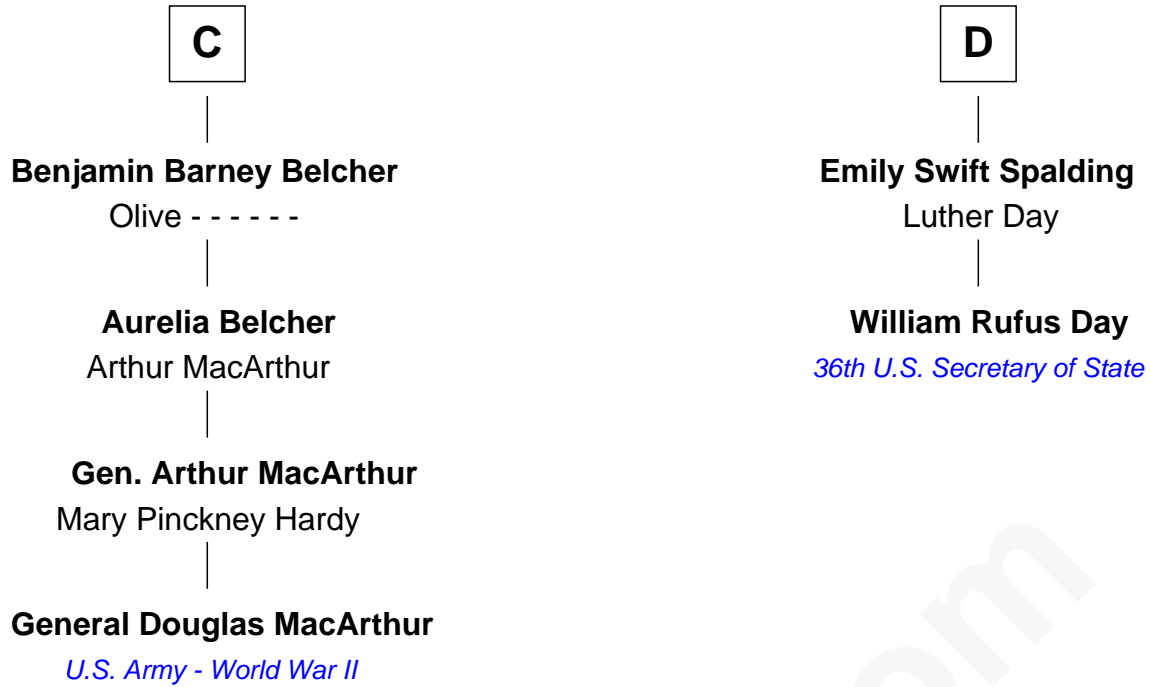 C
Benjamin Barney Belcher
Olive - - - - - -
Aurelia Belcher
Arthur MacArthur
Gen. Arthur MacArthur
Mary Pinckney Hardy
General Douglas MacArthur
U.S. Army - World War II
D
Emily Swift Spalding
Luther Day
William Rufus Day
36th U.S. Secretary of State
om